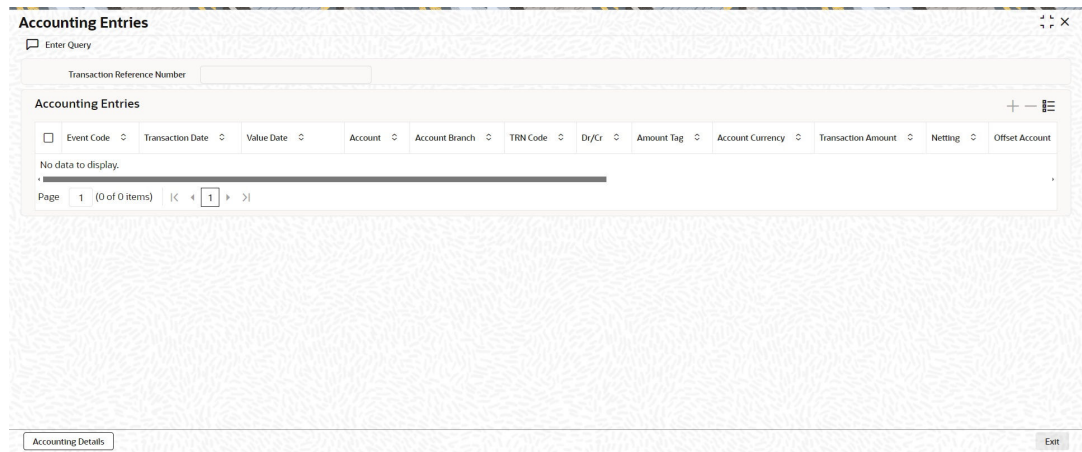 Accounting Entries
Enter Query
Transaction Reference Number
Accounting Entries
Event Code Transaction Date Value Date Account Account Branch TRN Code Dr/Cr Amount Tag Account Currency Transaction Amount Netting Offset Account
No data to display.
Page 1 (0 of 0 items) 1
Accounting Details Exit